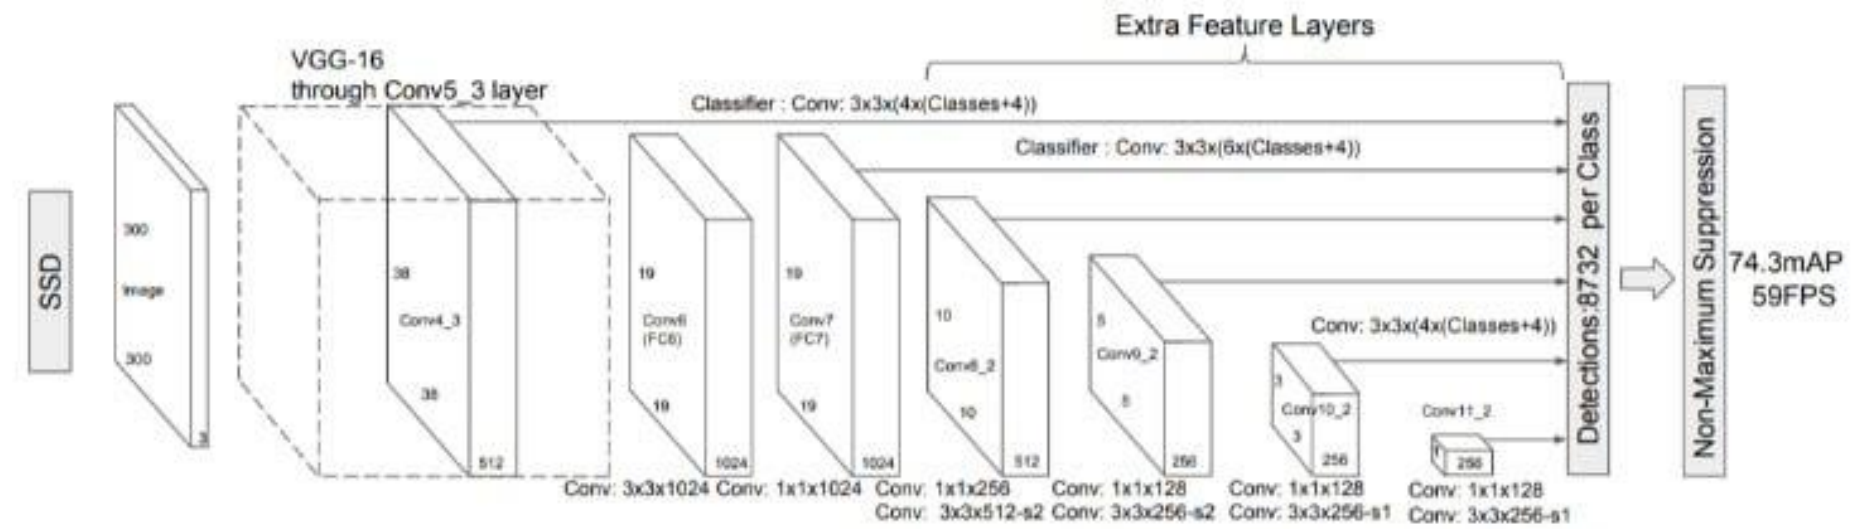 Extra Feature Layers
VGG-16
through Conv5_3 layer
Classifier : Conv: 3x3x(4x(Classes+4))
Classifier : Conv: 3x3x(6x(Classes+4))
SSD
300
Image
300
3
38
Conv4_3
38
512
19
Conv6
(FC6)
19
1024
19
Conv7
(FC7)
19
1024
10
Conv8_2
10
512
5
Conv9_2
5
256
Conv: 3x3x(4x(Classes+4))
3
Conv10_2
3
256
Conv11_2
1
256
Conv: 3x3x1024
Conv: 1x1x1024
Conv: 1x1x256
Conv: 3x3x512-s2
Conv: 1x1x128
Conv: 3x3x256-s2
Conv: 1x1x128
Conv: 3x3x256-s1
Conv: 1x1x128
Conv: 3x3x256-s1
Detections:8732 per Class
Non-Maximum Suppression
74.3mAP
59FPS